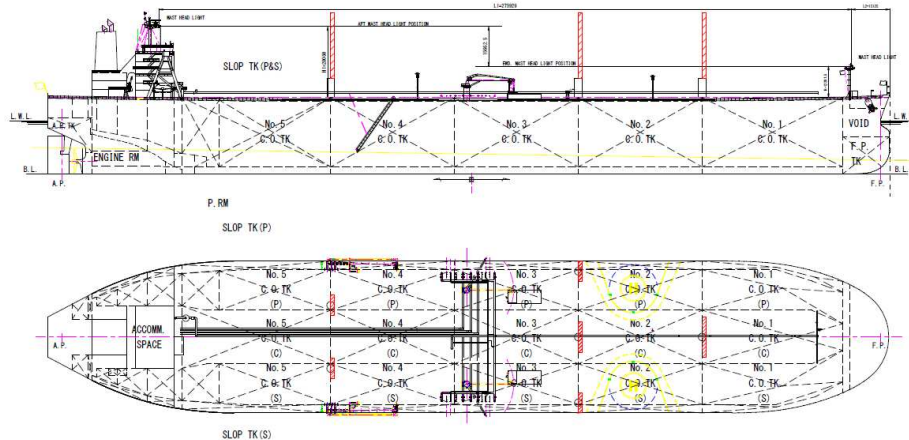 MAST HEAD LIGHT
AFT MAST HEAD LIGHT POSITION
FWD. MAST HEAD LIGHT POSITION
MAST HEAD LIGHT
SLOP TK(P&S)
L.W.L.
A.P. TK
No. 5
C.O.TK
No. 4
C.O.TK
No. 3
C.O.TK
No. 2
C.O.TK
No. 1
C.O.TK
VOID
L.W.L.
ENGINE RM
F.P.
TK
B.L.
B.L.
A.P.
F.P.
P.RM
SLOP TK(P)
No. 5
C.O.TK
(P)
No. 4
C.O.TK
(P)
No. 3
C.O.TK
(P)
No. 2
C.O.TK
(P)
No. 1
C.O.TK
(P)
A.P.
ACCOMM.
SPACE
No. 5
C.O.TK
(C)
No. 4
C.O.TK
(C)
No. 3
C.O.TK
(C)
No. 2
C.O.TK
(C)
No. 1
C.O.TK
(C)
F.P.
No. 5
C.O.TK
(S)
No. 4
C.O.TK
(S)
No. 3
C.O.TK
(S)
No. 2
C.O.TK
(S)
No. 1
C.O.TK
(S)
SLOP TK(S)